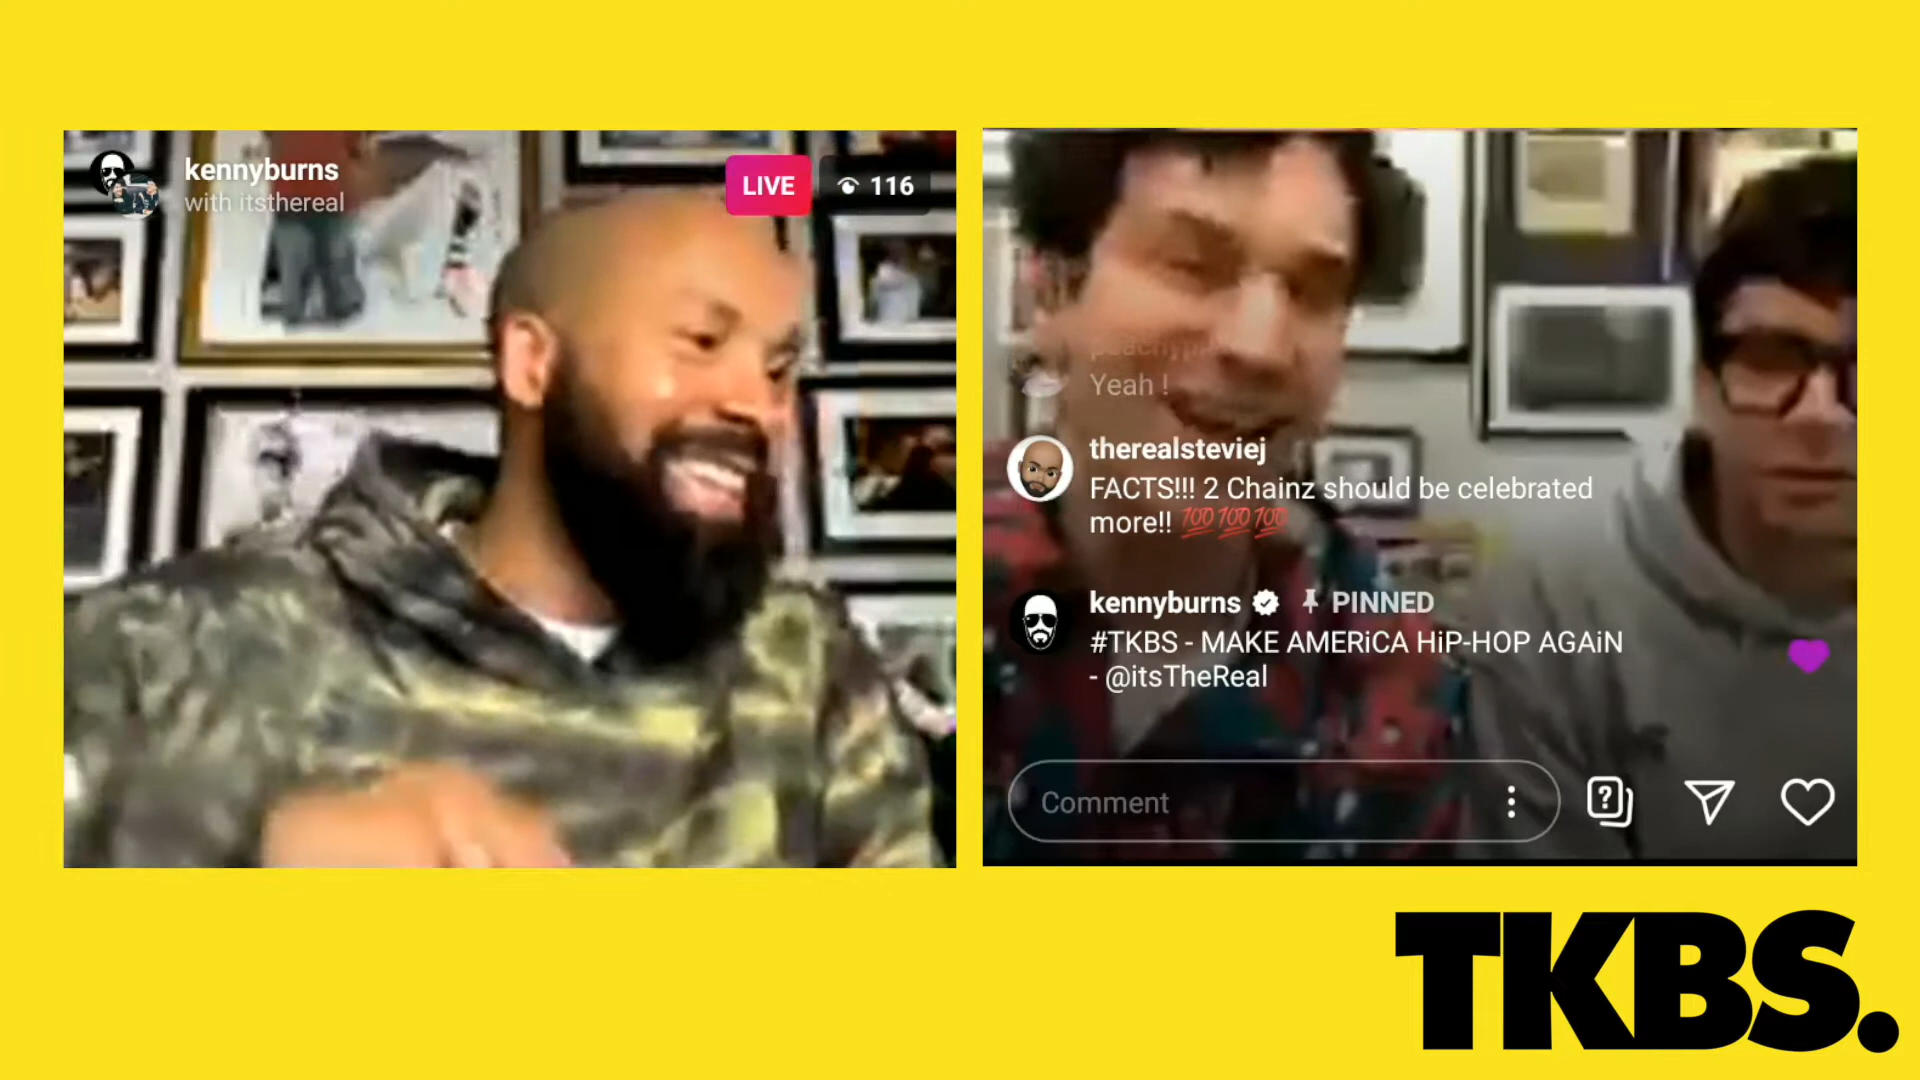 kennyburns
with itsthereal
LIVE
116
Yeah !
therealsteviej
FACTS!!! 2 Chainz should be celebrated
more!! 💯💯💯
kennyburns PINNED
#TKBS - MAKE AMERiCA HiP-HOP AGAiN
- @itsTheReal
Comment
TKBS.